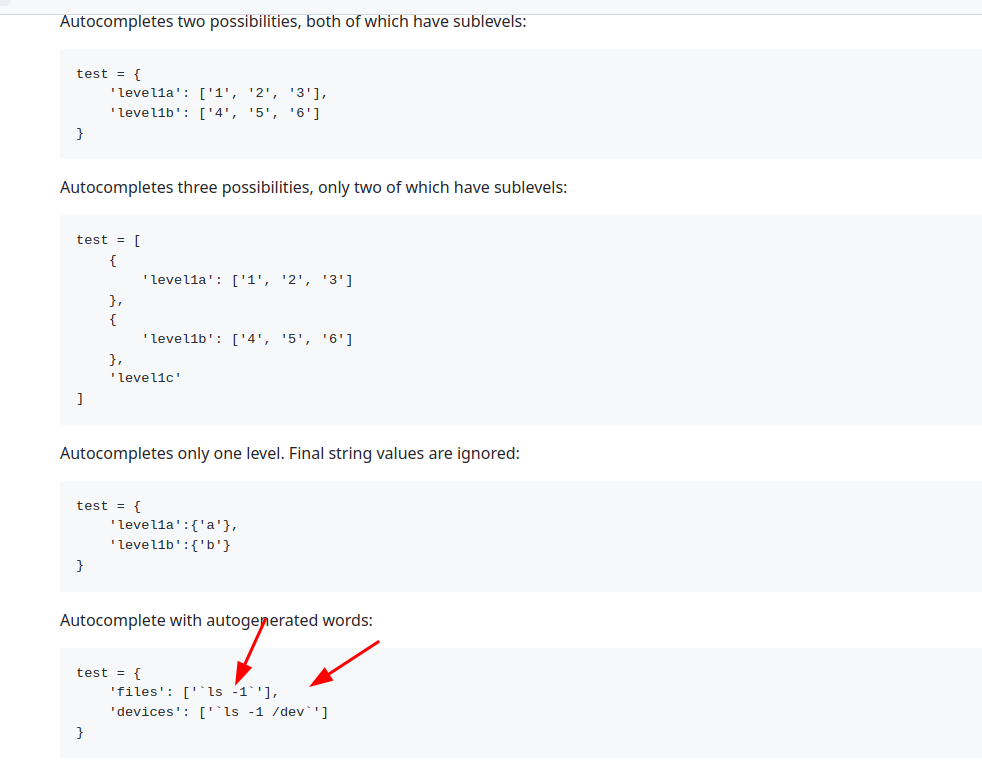 Autocompletes two possibilities, both of which have sublevels:
test = {
    'level1a': ['1', '2', '3'],
    'level1b': ['4', '5', '6']
}
Autocompletes three possibilities, only two of which have sublevels:
test = [
    {
        'level1a': ['1', '2', '3']
    },
    {
        'level1b': ['4', '5', '6']
    },
    'level1c'
]
Autocompletes only one level. Final string values are ignored:
test = {
    'level1a':{'a'},
    'level1b':{'b'}
}
Autocomplete with autogenerated words:
test = {
    'files': ['`ls -1`'],
    'devices': ['`ls -1 /dev`']
}